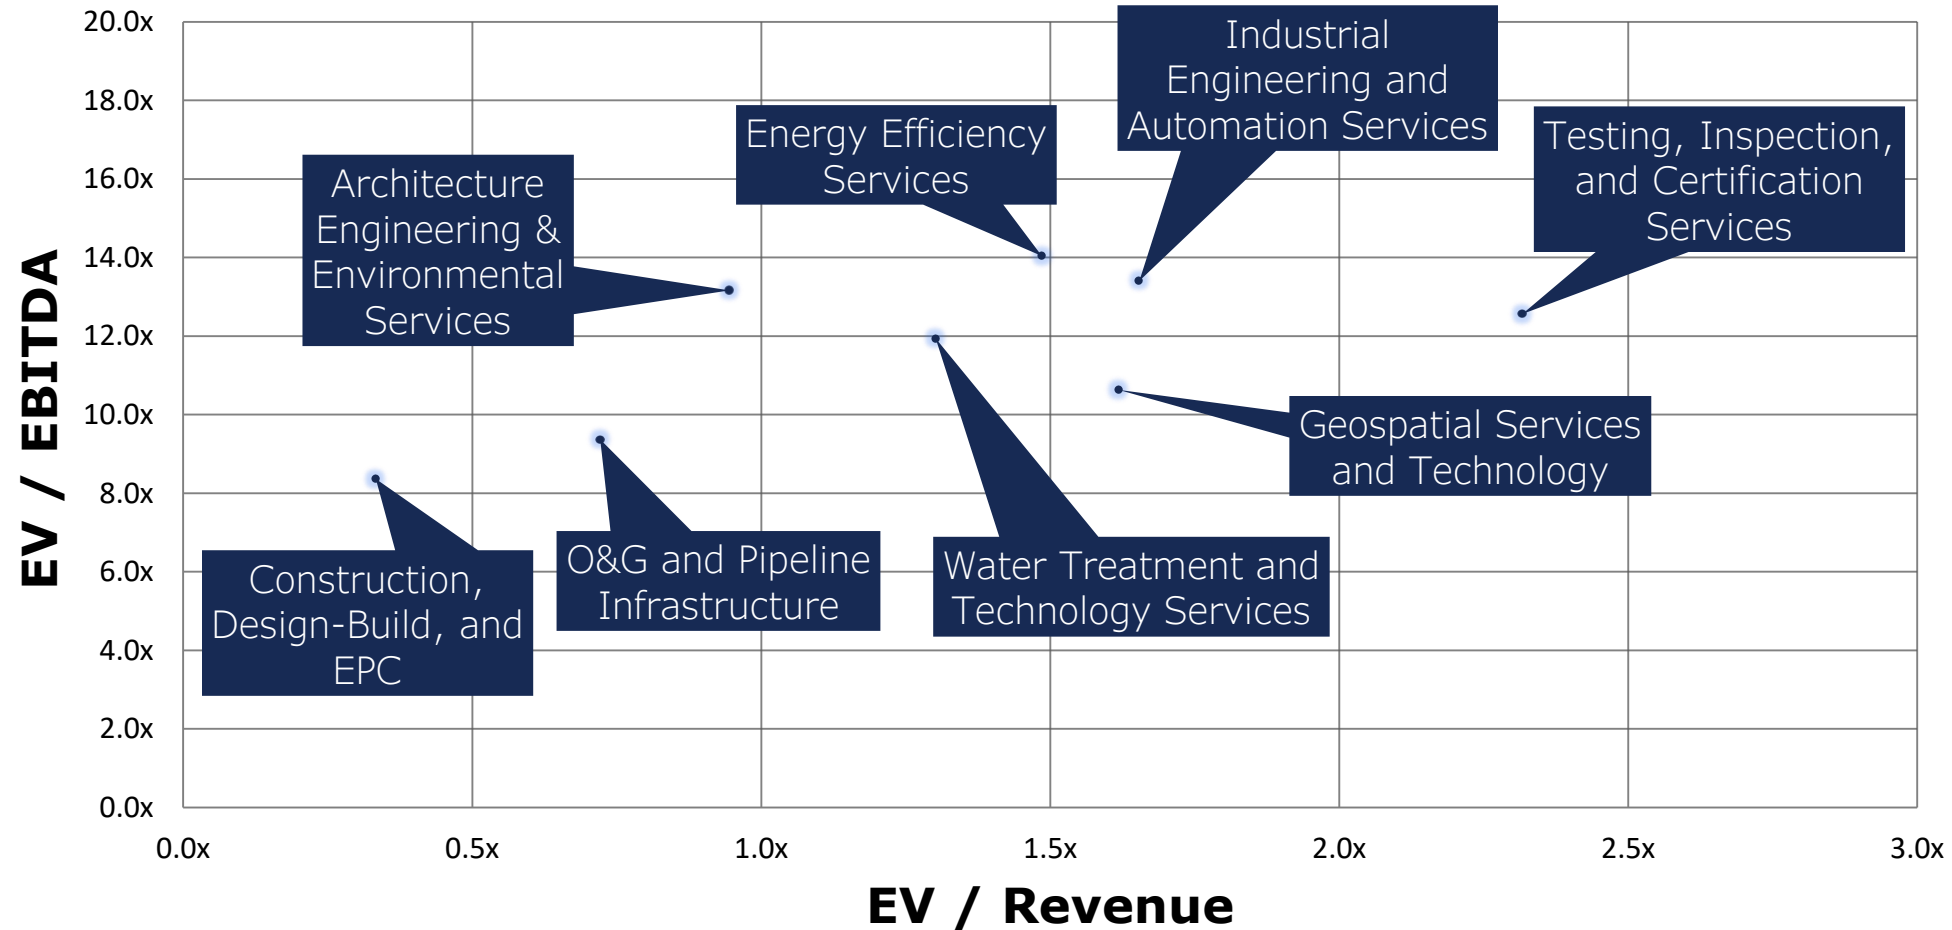 EV / EBITDA
20.0x
18.0x
16.0x
14.0x
12.0x
10.0x
8.0x
6.0x
4.0x
2.0x
0.0x
Architecture
Engineering &
Environmental
Services
Energy Efficiency
Services
Industrial
Engineering and
Automation Services
Testing, Inspection,
and Certification
Services
Construction,
Design-Build, and
EPC
O&G and Pipeline
Infrastructure
Water Treatment and
Technology Services
Geospatial Services
and Technology
0.0x
0.5x
1.0x
1.5x
2.0x
2.5x
3.0x
EV / Revenue